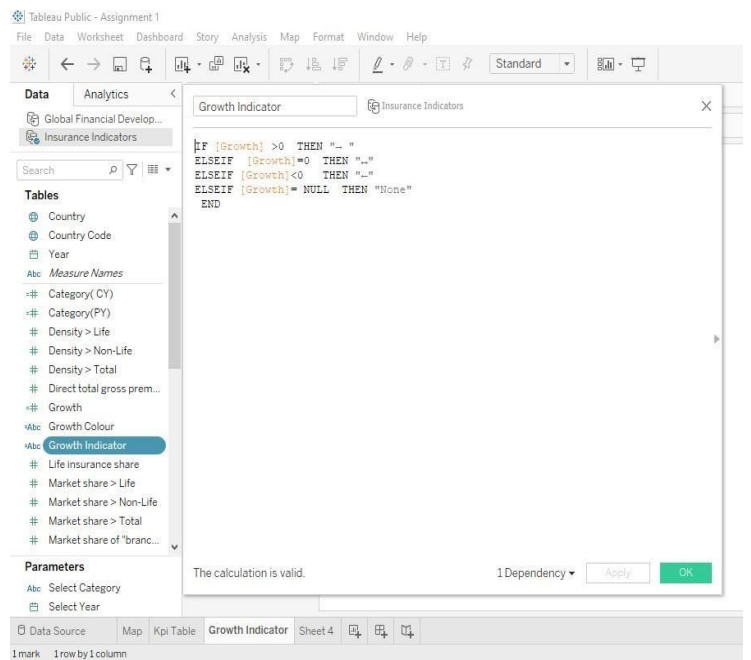 Tableau Public - Assignment 1
File Data Worksheet Dashboard Story Analysis Map Format Window Help
Standard
Data Analytics
Global Financial Develop...
Insurance Indicators
Search
Tables
Country
Country Code
Year
Abc Measure Names
=# Category( CY)
=# Category(PY)
# Density > Life
# Density > Non-Life
# Density > Total
# Direct total gross prem...
=# Growth
=Abc Growth Colour
=Abc Growth Indicator
# Life insurance share
# Market share > Life
# Market share > Non-Life
# Market share > Total
# Market share of "branc...
Parameters
Abc Select Category
Select Year
Growth Indicator
Insurance Indicators
IF [Growth] >0 THEN "→ "
ELSEIF [Growth]=0 THEN "↔"
ELSEIF [Growth]<0 THEN "←"
ELSEIF [Growth]= NULL THEN "None"
END
The calculation is valid.
1 Dependency
Apply
OK
Data Source Map Kpi Table Growth Indicator Sheet 4
1 mark 1 row by 1 column